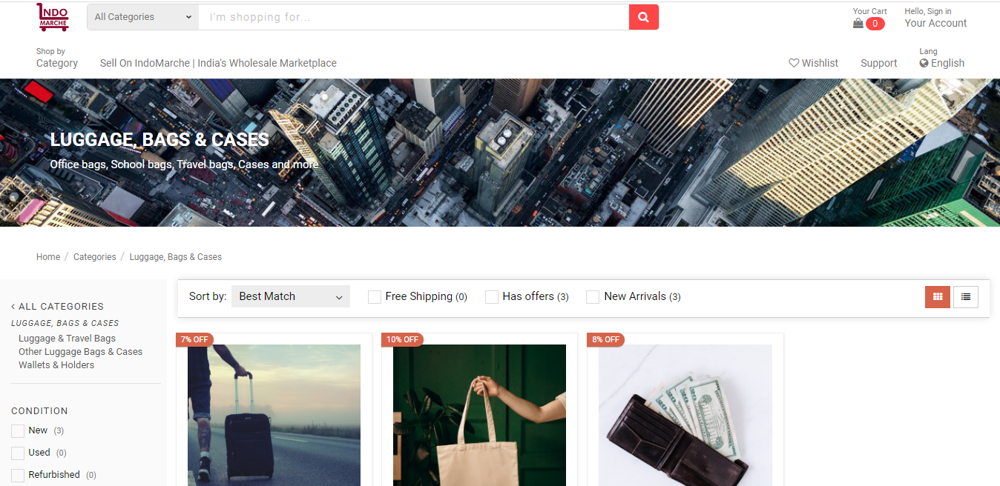 INDO
MARCHE
All Categories
I'm shopping for...
Your Cart
0
Hello, Sign in
Your Account
Shop by
Category
Sell On IndoMarche | India's Wholesale Marketplace
Wishlist
Support
Lang
English
LUGGAGE, BAGS & CASES
Office bags, School bags, Travel bags, Cases and more
Home / Categories / Luggage, Bags & Cases
< ALL CATEGORIES
LUGGAGE, BAGS & CASES
Luggage & Travel Bags
Other Luggage Bags & Cases
Wallets & Holders
CONDITION
New (3)
Used (0)
Refurbished (0)
Sort by: Best Match
Free Shipping (0)
Has offers (3)
New Arrivals (3)
7% OFF
10% OFF
8% OFF